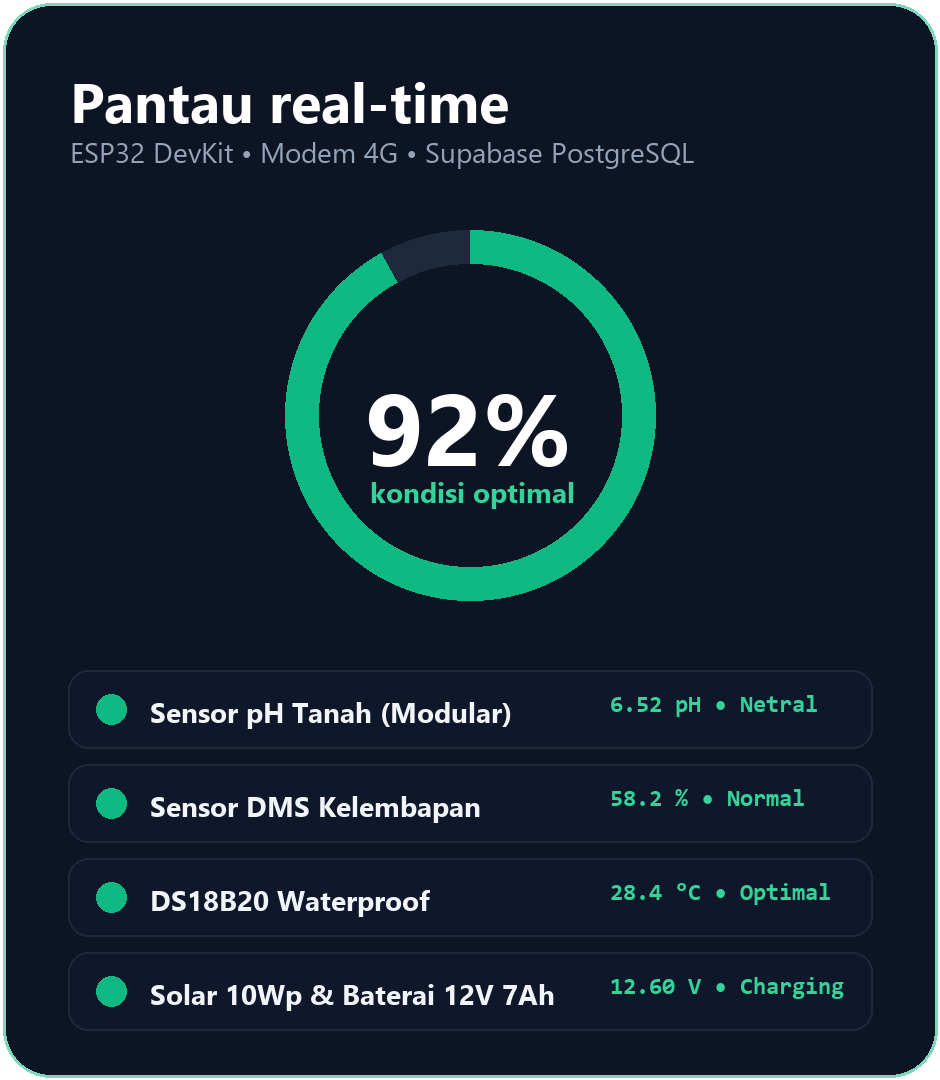 Pantau real-time
ESP32 DevKit • Modem 4G • Supabase PostgreSQL
92%
kondisi optimal
Sensor pH Tanah (Modular) 6.52 pH • Netral
Sensor DMS Kelembapan 58.2 % • Normal
DS18B20 Waterproof 28.4 °C • Optimal
Solar 10Wp & Baterai 12V 7Ah 12.60 V • Charging